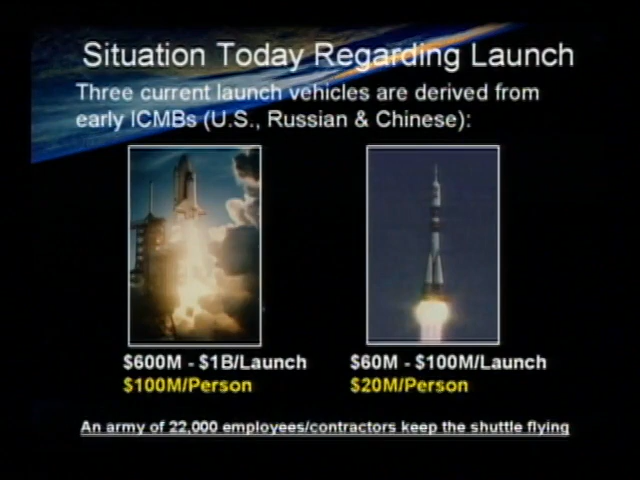 Situation Today Regarding Launch
Three current launch vehicles are derived from
early ICMBs (U.S., Russian & Chinese):
$600M - $1B/Launch
$100M/Person
$60M - $100M/Launch
$20M/Person
An army of 22,000 employees/contractors keep the shuttle flying